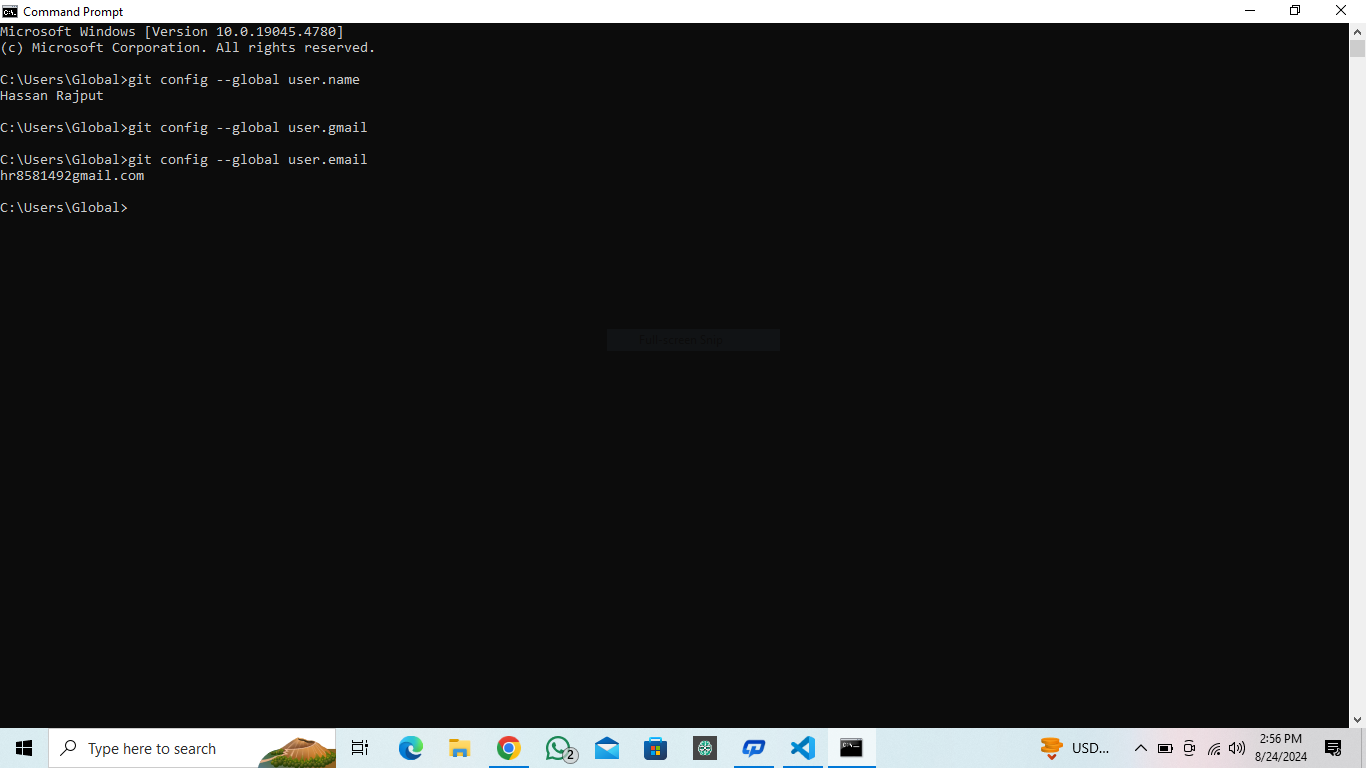 Command Prompt
Microsoft Windows [Version 10.0.19045.4780]
(c) Microsoft Corporation. All rights reserved.
C:\Users\Global>git config --global user.name
Hassan Rajput
C:\Users\Global>git config --global user.gmail
C:\Users\Global>git config --global user.email
hr8581492gmail.com
C:\Users\Global>
Full-screen Snip
Type here to search
2
USD...
2:56 PM
8/24/2024